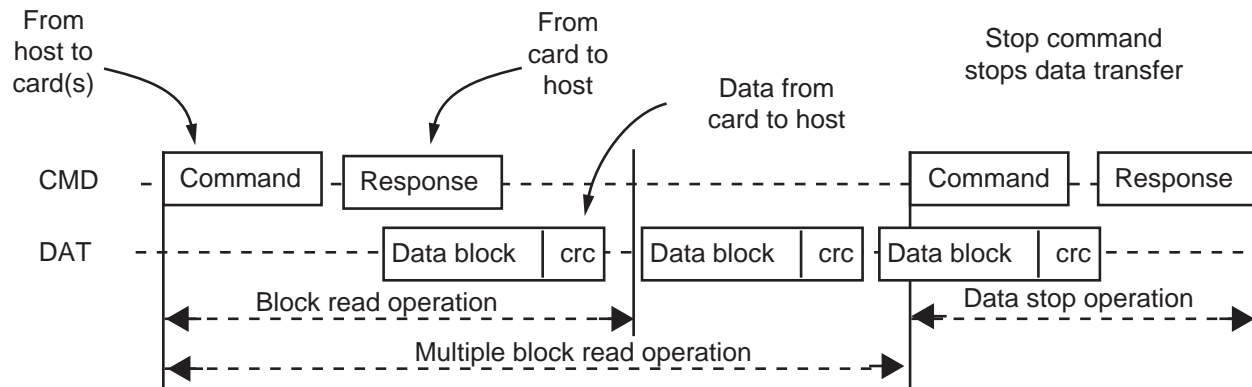 From
host to
card(s)
From
card to
host
Data from
card to host
Stop command
stops data transfer
CMD
Command
Response
Command
Response
DAT
Data block
crc
Data block
crc
Data block
crc
Block read operation
Data stop operation
Multiple block read operation